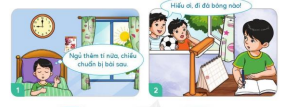 Hiếu ơi, đi đá bóng nào!
Ngủ thêm tí nữa, chiều
chuẩn bị bài sau.
1
2